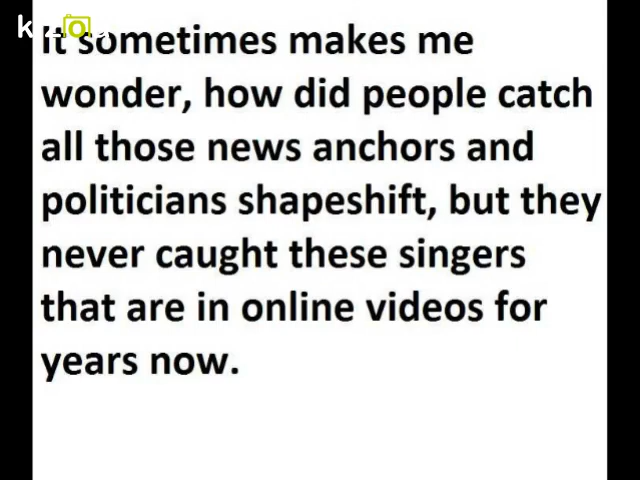 It sometimes makes me
wonder, how did people catch
all those news anchors and
politicians shapeshift, but they
never caught these singers
that are in online videos for
years now.